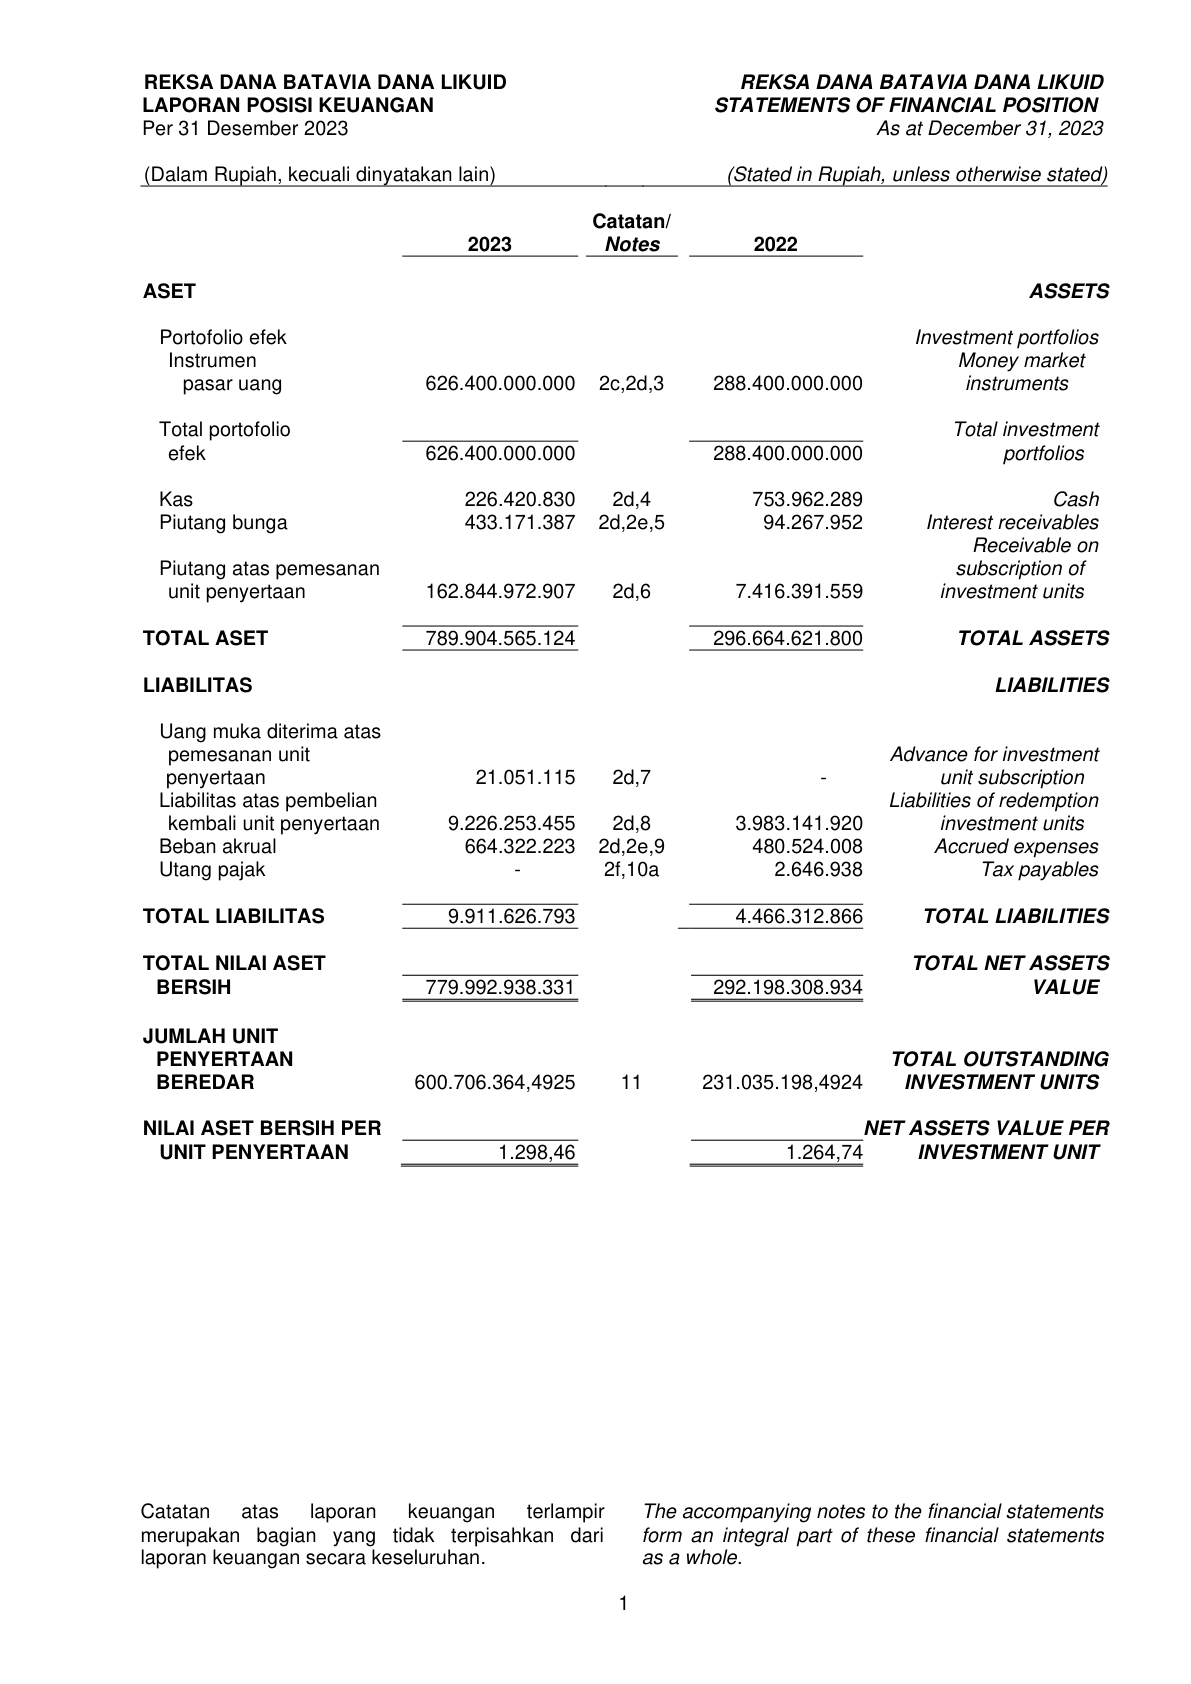 REKSA DANA BATAVIA DANA LIKUID REKSA DANA BATAVIA DANA LIKUID
LAPORAN POSISI KEUANGAN STATEMENTS OF FINANCIAL POSITION
Per 31 Desember 2023 As at December 31, 2023
(Dalam Rupiah, kecuali dinyatakan lain) (Stated in Rupiah, unless otherwise stated)
Catatan/
2023 Notes 2022
ASET ASSETS
Portofolio efek Investment portfolios
Instrumen Money market
pasar uang 626.400.000.000 2c,2d,3 288.400.000.000 instruments
Total portofolio Total investment
efek 626.400.000.000 288.400.000.000 portfolios
Kas 226.420.830 2d,4 753.962.289 Cash
Piutang bunga 433.171.387 2d,2e,5 94.267.952 Interest receivables
Receivable on
Piutang atas pemesanan subscription of
unit penyertaan 162.844.972.907 2d,6 7.416.391.559 investment units
TOTAL ASET 789.904.565.124 296.664.621.800 TOTAL ASSETS
LIABILITAS LIABILITIES
Uang muka diterima atas
pemesanan unit Advance for investment
penyertaan 21.051.115 2d,7 - unit subscription
Liabilitas atas pembelian Liabilities of redemption
kembali unit penyertaan 9.226.253.455 2d,8 3.983.141.920 investment units
Beban akrual 664.322.223 2d,2e,9 480.524.008 Accrued expenses
Utang pajak - 2f,10a 2.646.938 Tax payables
TOTAL LIABILITAS 9.911.626.793 4.466.312.866 TOTAL LIABILITIES
TOTAL NILAI ASET TOTAL NET ASSETS
BERSIH 779.992.938.331 292.198.308.934 VALUE
JUMLAH UNIT
PENYERTAAN TOTAL OUTSTANDING
BEREDAR 600.706.364,4925 11 231.035.198,4924 INVESTMENT UNITS
NILAI ASET BERSIH PER NET ASSETS VALUE PER
UNIT PENYERTAAN 1.298,46 1.264,74 INVESTMENT UNIT
Catatan atas laporan keuangan terlampir
merupakan bagian yang tidak terpisahkan dari
laporan keuangan secara keseluruhan.
The accompanying notes to the financial statements
form an integral part of these financial statements
as a whole.
1